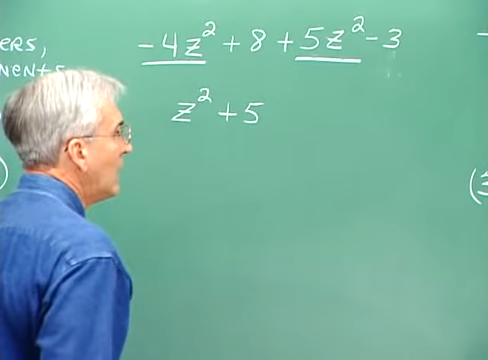 ERS,
NENTS
-4z² + 8 + 5z² - 3
z² + 5